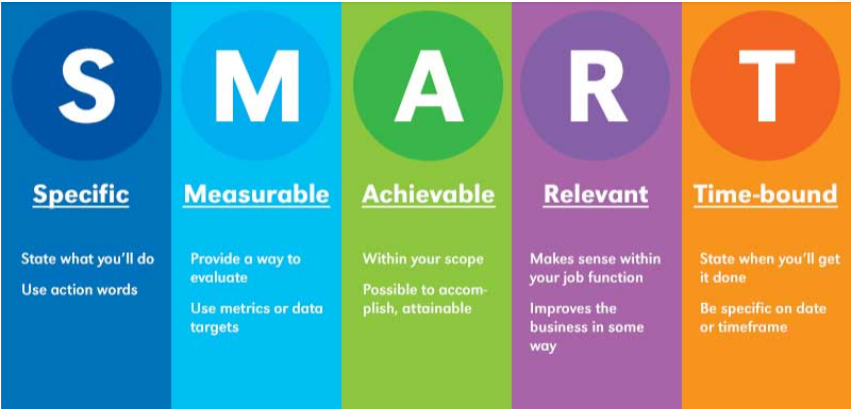 S
M
A
R
T
Specific
Measurable
Achievable
Relevant
Time-bound
State what you'll do
Use action words
Provide a way to
evaluate
Use metrics or data
targets
Within your scope
Possible to accom-
plish, attainable
Makes sense within
your job function
Improves the
business in some
way
State when you'll get
it done
Be specific on date
or timeframe